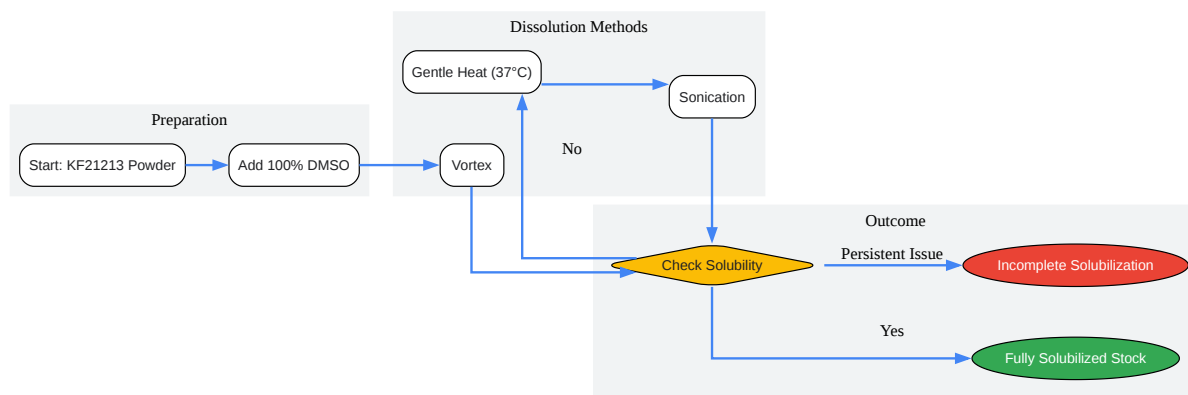 Dissolution Methods
Gentle Heat (37°C)
Sonication
Preparation
Start: KF21213 Powder
Add 100% DMSO
Vortex
No
Outcome
Check Solubility
Persistent Issue
Incomplete Solubilization
Yes
Fully Solubilized Stock